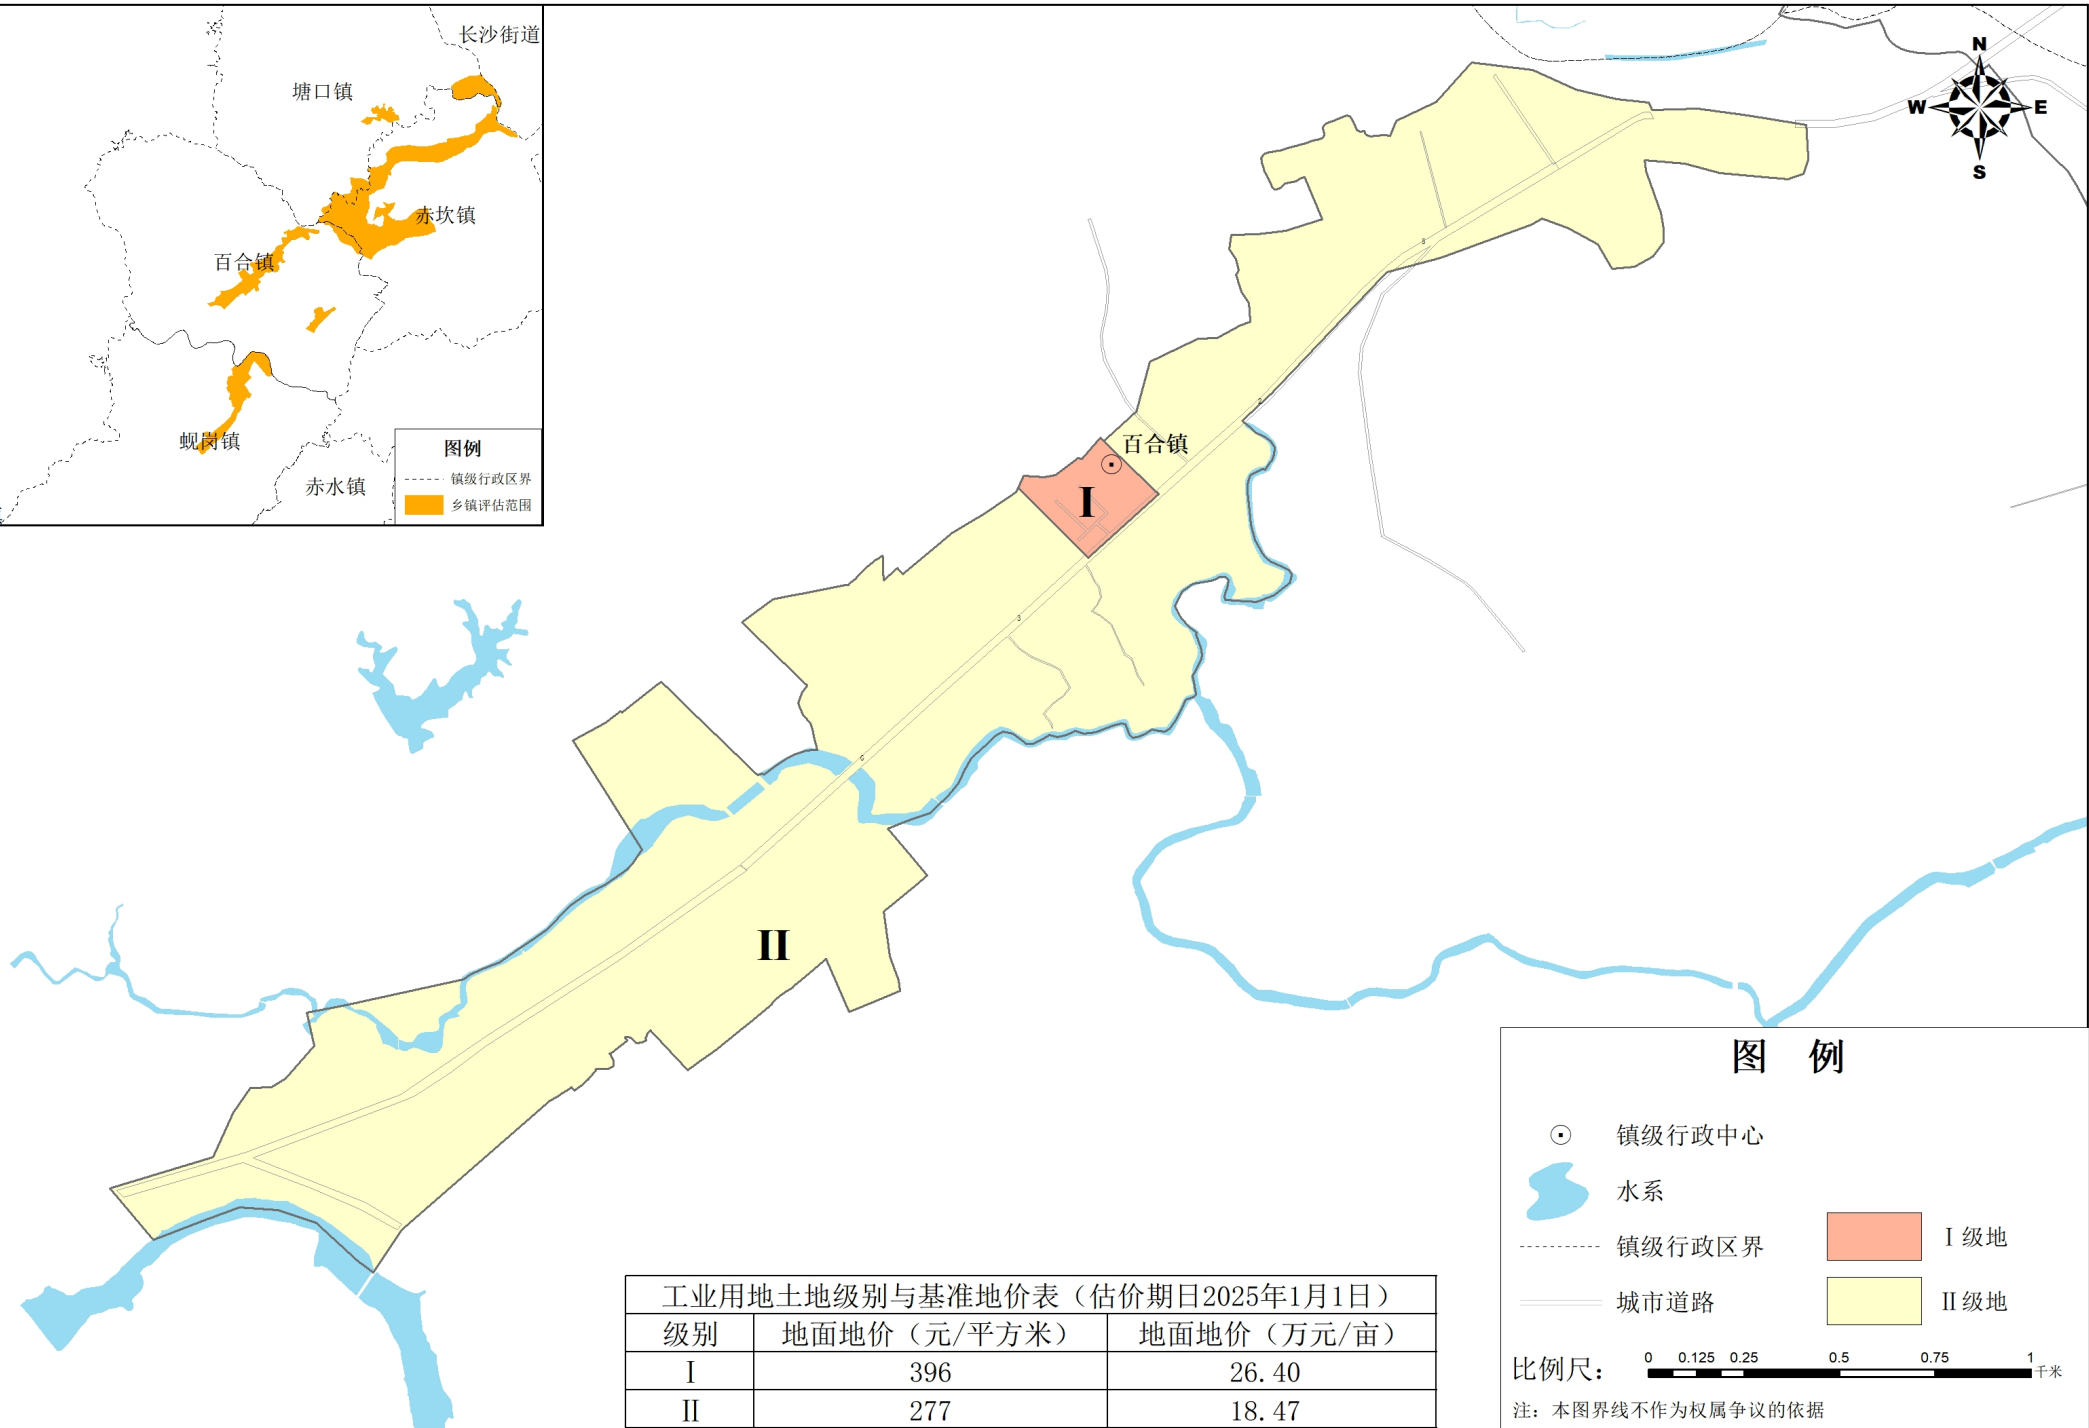 长沙街道
塘口镇
赤坎镇
百合镇
蚬岗镇
赤水镇
图例
镇级行政区界
乡镇评估范围
N
W
E
S
百合镇
I
II
图 例
镇级行政中心
水系
镇级行政区界
城市道路
I级地
II级地
比例尺：
0 0.125 0.25 0.5 0.75 1
千米
注：本图界线不作为权属争议的依据
工业用地土地级别与基准地价表（估价期日2025年1月1日）
级别 地面地价（元/平方米） 地面地价（万元/亩）
I 396 26.40
II 277 18.47